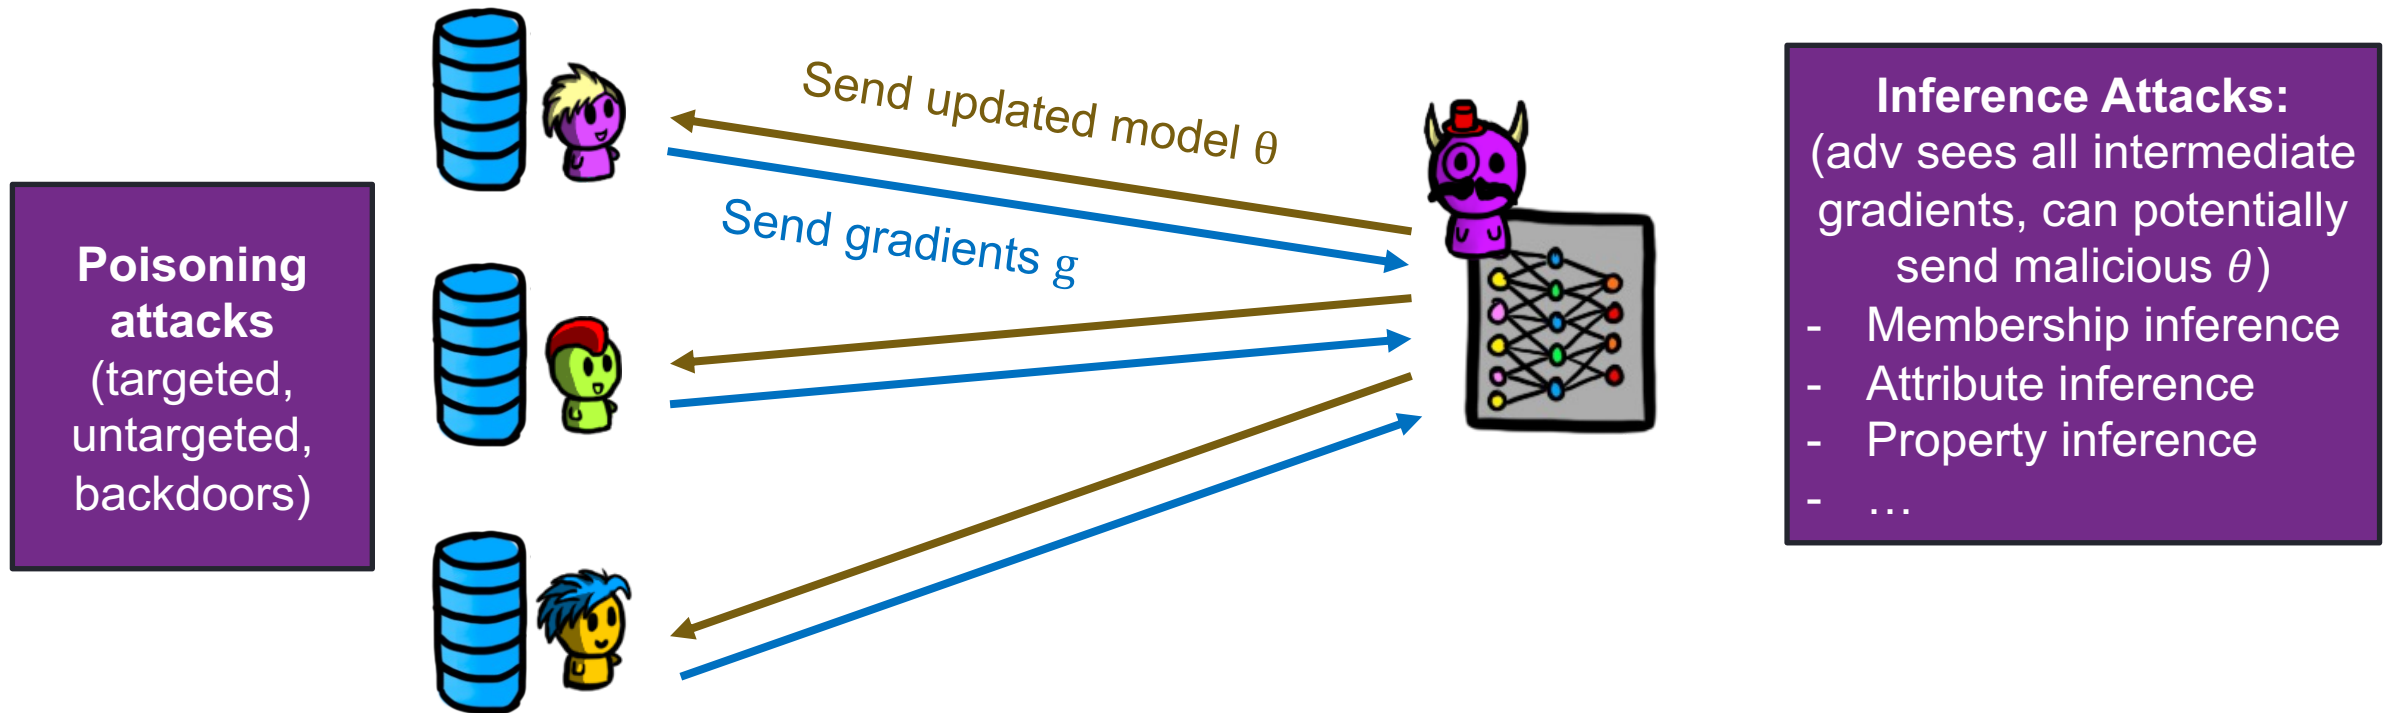 Poisoning
attacks
(targeted,
untargeted,
backdoors)
Send updated model θ
Send gradients g
Inference Attacks:
(adv sees all intermediate
gradients, can potentially
send malicious θ)
- Membership inference
- Attribute inference
- Property inference
- …